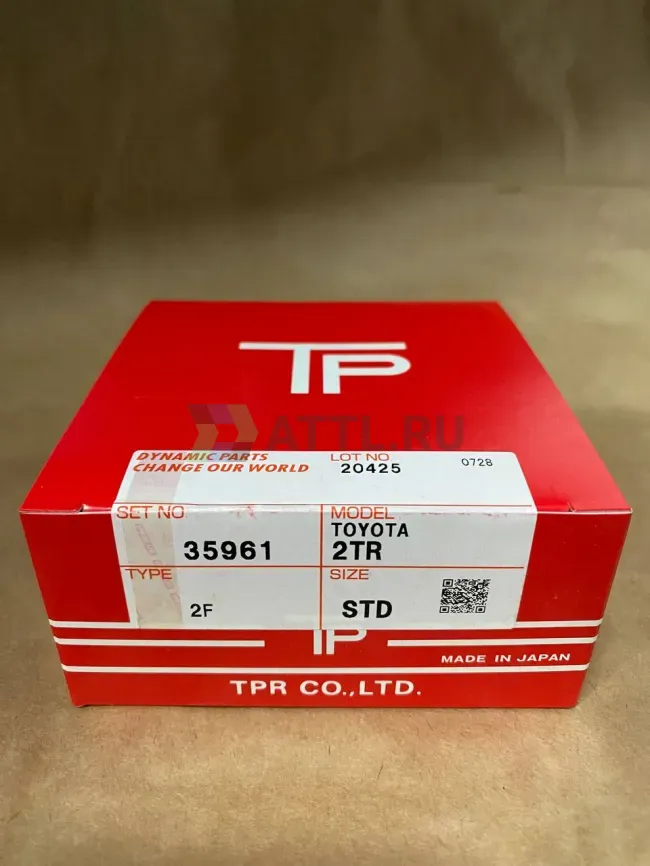 TP
ATTL.RU
DYNAMIC PARTS
CHANGE OUR WORLD
LOT NO
20425
0728
SET NO
35961
MODEL
TOYOTA
2TR
TYPE
2F
SIZE
STD
TP
MADE IN JAPAN
TPR CO.,LTD.